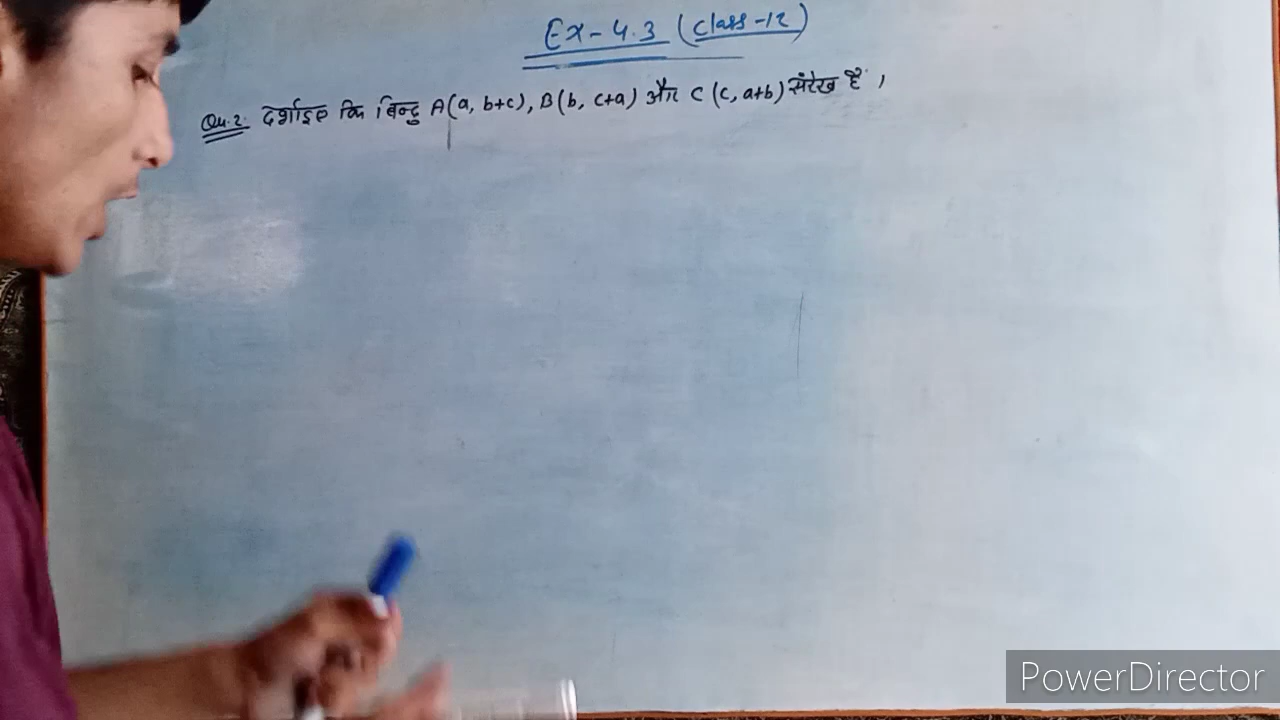 Ex-4.3 (Class-12)
Qu.2. दर्शाइए कि बिन्दु A(a, b+c), B(b, c+a) और C (c, a+b) संरेख हैं ।
PowerDirector